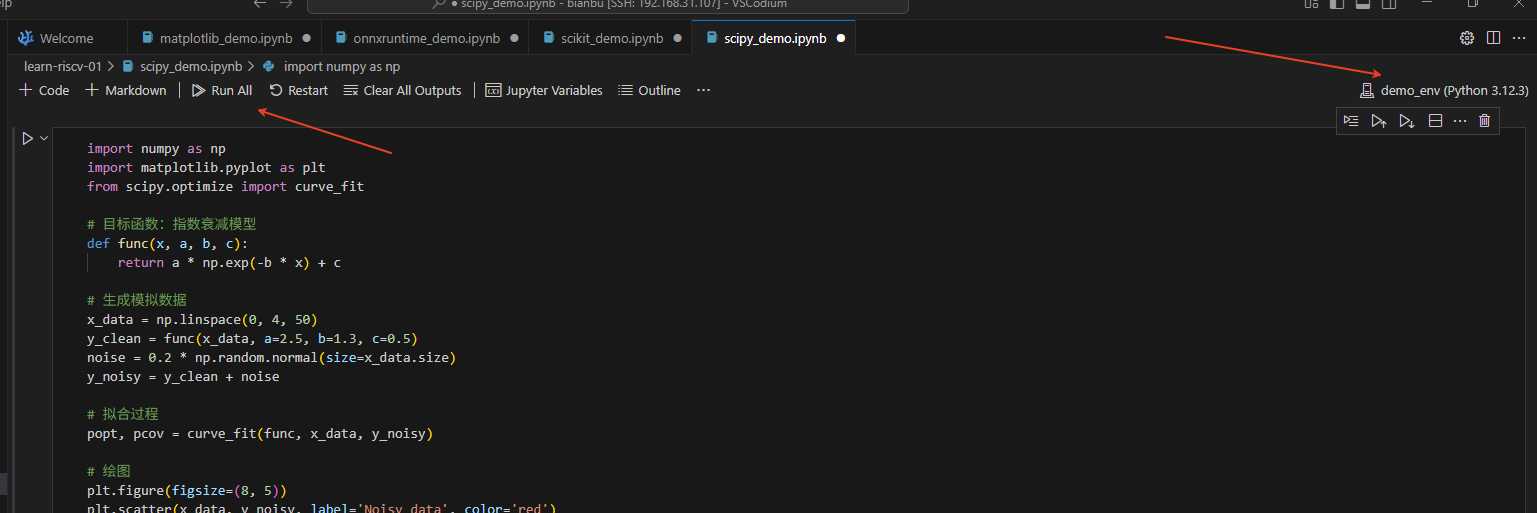 elp
scipy_demo.ipynb - bianbu [SSH: 192.168.31.107] - VSCodium
Welcome
matplotlib_demo.ipynb
onnxruntime_demo.ipynb
scikit_demo.ipynb
scipy_demo.ipynb
learn-riscv-01 > scipy_demo.ipynb > import numpy as np
+ Code + Markdown Run All Restart Clear All Outputs Jupyter Variables Outline ...
demo_env (Python 3.12.3)
import numpy as np
import matplotlib.pyplot as plt
from scipy.optimize import curve_fit
# 目标函数：指数衰减模型
def func(x, a, b, c):
return a * np.exp(-b * x) + c
# 生成模拟数据
x_data = np.linspace(0, 4, 50)
y_clean = func(x_data, a=2.5, b=1.3, c=0.5)
noise = 0.2 * np.random.normal(size=x_data.size)
y_noisy = y_clean + noise
# 拟合过程
popt, pcov = curve_fit(func, x_data, y_noisy)
# 绘图
plt.figure(figsize=(8, 5))
plt.scatter(x_data, y_noisy, label='Noisy data', color='red')